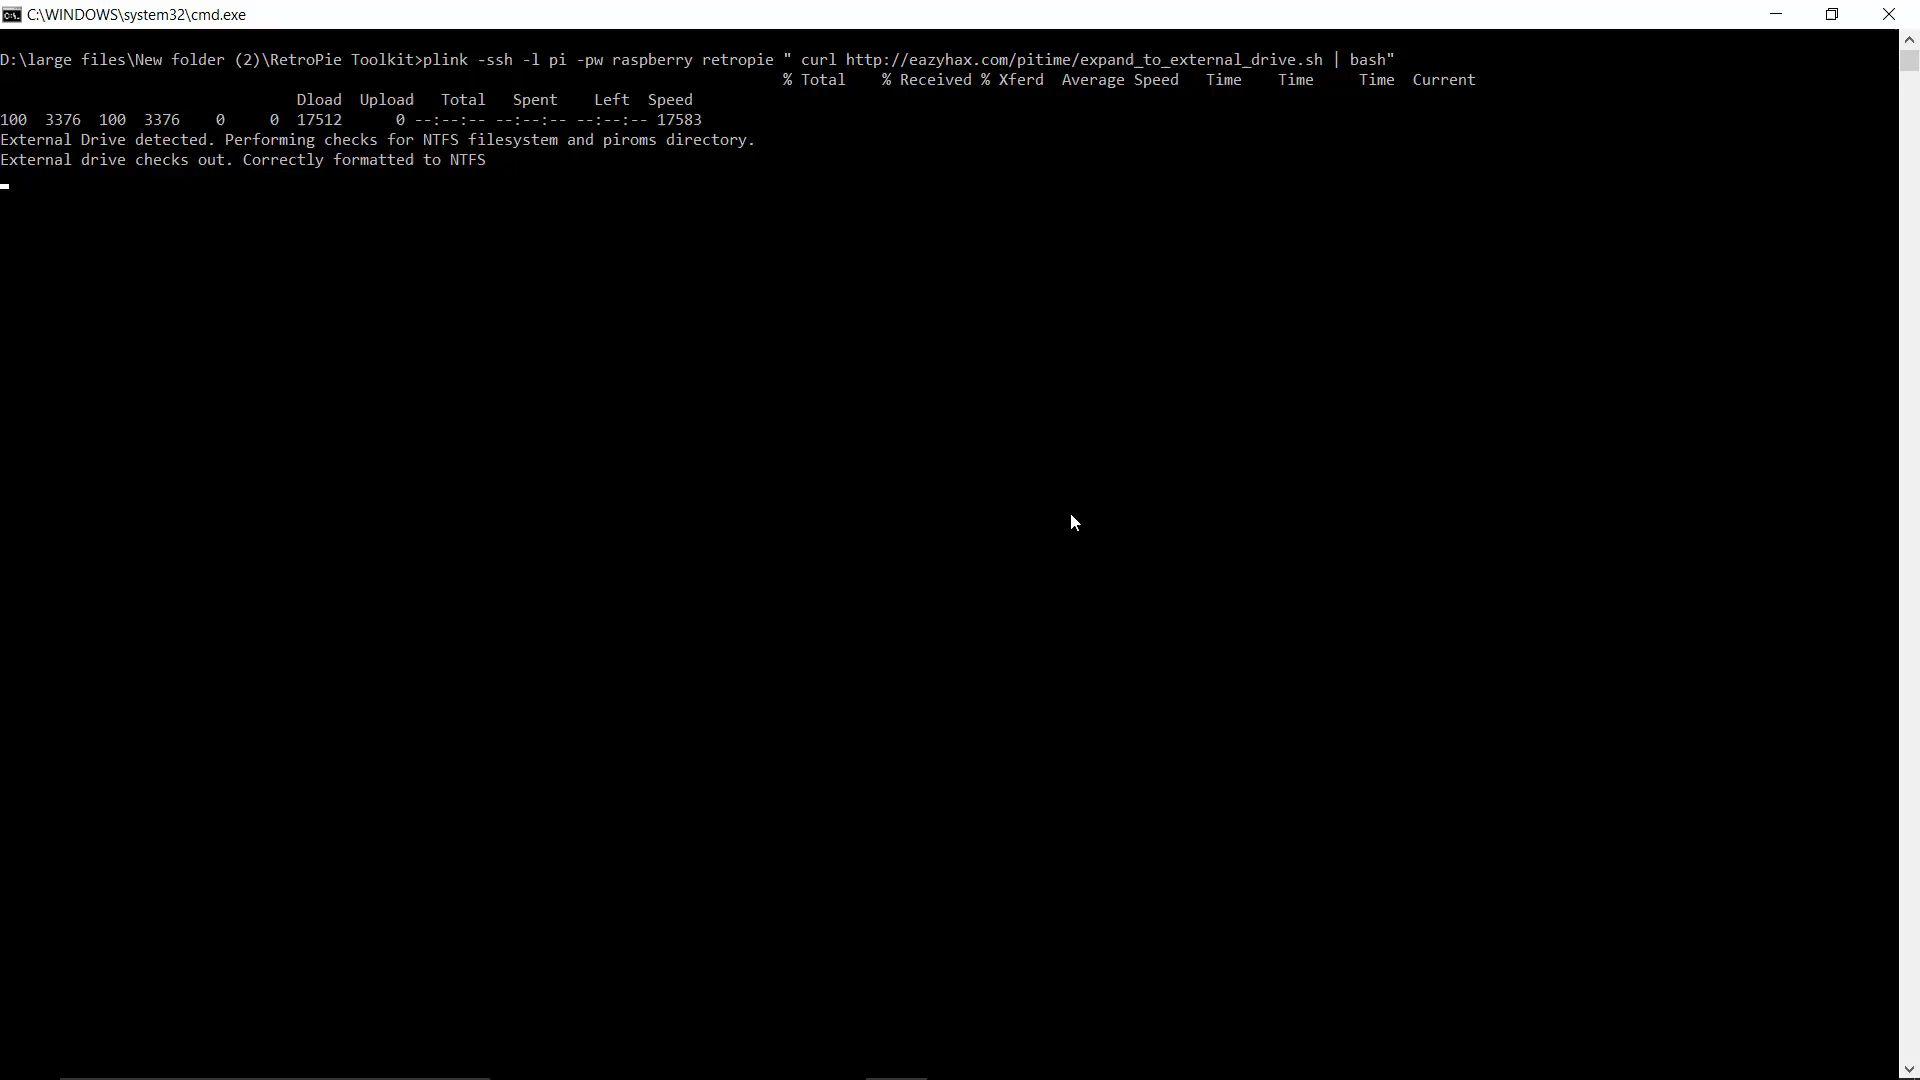 C:\WINDOWS\system32\cmd.exe
D:\large files\New folder (2)\RetroPie Toolkit>plink -ssh -l pi -pw raspberry retropie " curl http://eazyhax.com/pitime/expand_to_external_drive.sh | bash"
% Total    % Received % Xferd  Average Speed   Time    Time     Time  Current
Dload  Upload   Total   Spent    Left  Speed
100  3376  100  3376    0     0  17512      0 --:--:-- --:--:-- --:--:-- 17583
External Drive detected. Performing checks for NTFS filesystem and piroms directory.
External drive checks out. Correctly formatted to NTFS